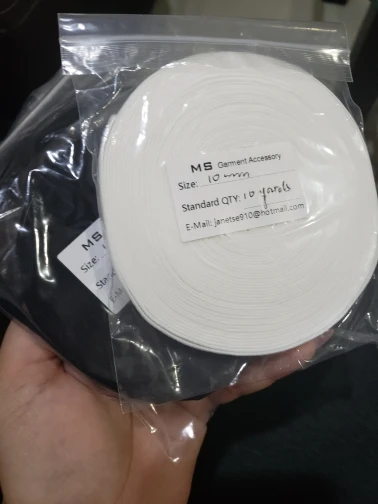 MS Garment Accessory
Size: 10 mm
Standard QTY: 10 yards
E-Mail: janetse910@hotmail.com
MS
Size: